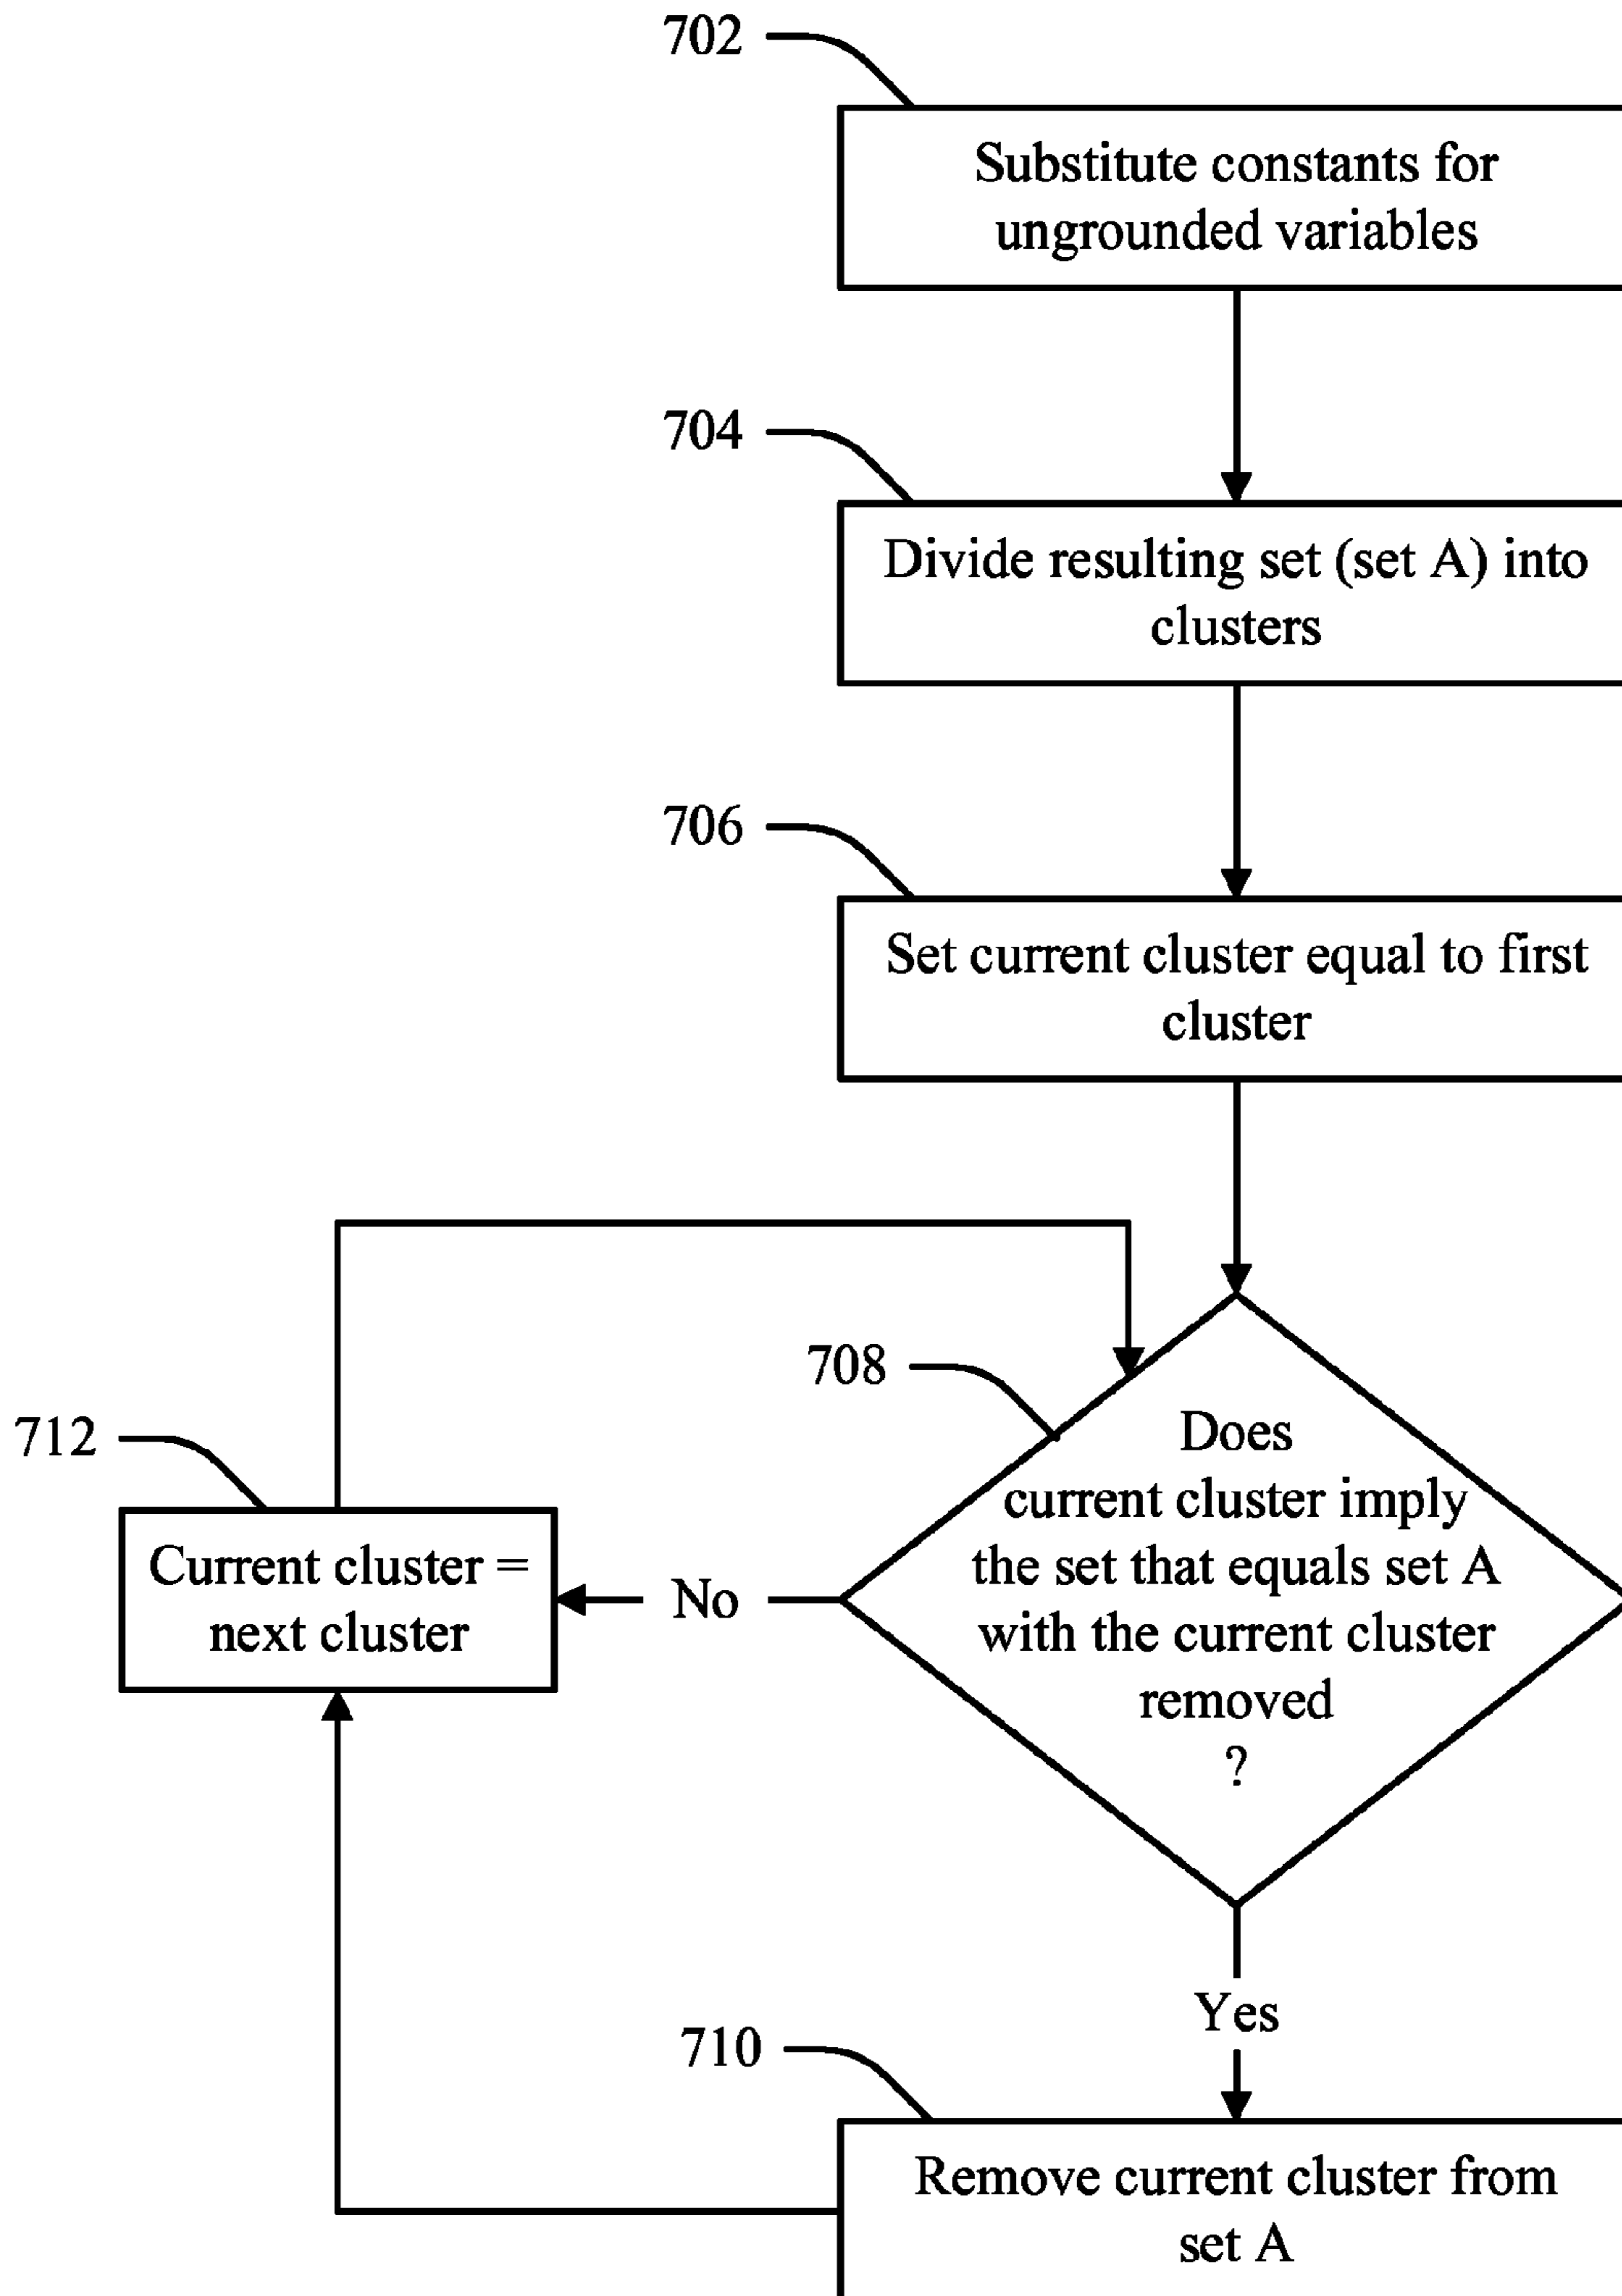 702
Substitute constants for
ungrounded variables
704
Divide resulting set (set A) into
clusters
706
Set current cluster equal to first
cluster
708
Does
current cluster imply
the set that equals set A
with the current cluster
removed
?
712
Current cluster =
next cluster
No
Yes
710
Remove current cluster from
set A